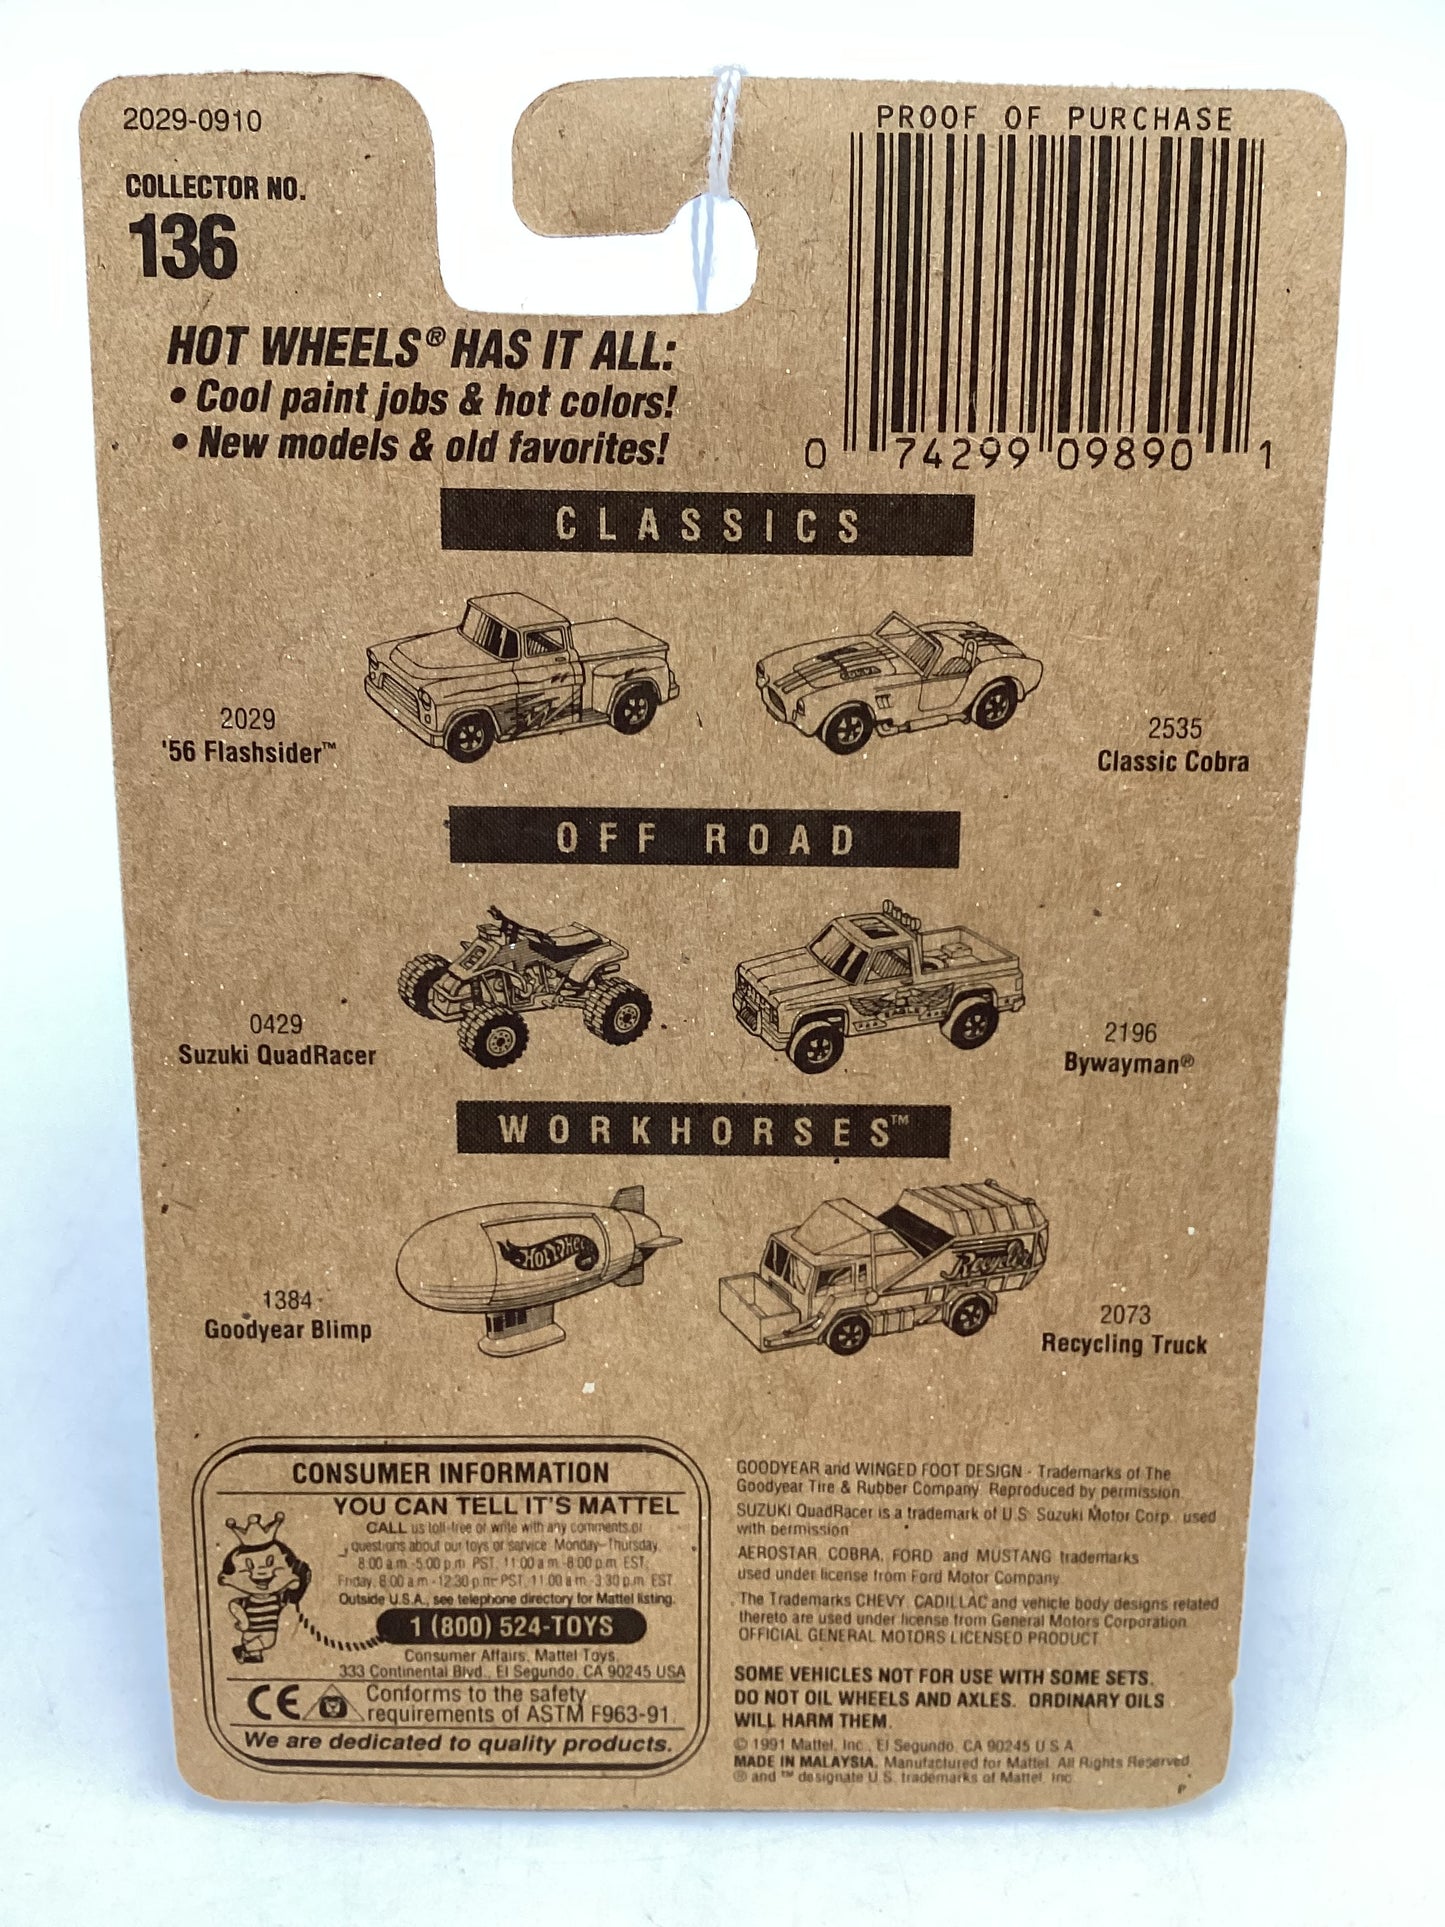 2029-0910
COLLECTOR NO.
136
PROOF OF PURCHASE
0 74299 09890 1
HOT WHEELS® HAS IT ALL:
• Cool paint jobs & hot colors!
• New models & old favorites!
CLASSICS
2029
'56 Flashsider™
COBRA
2535
Classic Cobra
OFF ROAD
0429
Suzuki QuadRacer
EAGLE
2196
Bywayman®
WORKHORSES™
1384
Goodyear Blimp
Recycler
2073
Recycling Truck
CONSUMER INFORMATION
YOU CAN TELL IT'S MATTEL
CALL us toll-free or write with any comments or
questions about our toys or service Monday-Thursday,
8:00 a.m.-5:00 p.m. PST, 11:00 a.m.-8:00 p.m. EST;
Friday, 8:00 a.m.-12:30 p.m. PST, 11:00 a.m.-3:30 p.m. EST.
Outside U.S.A., see telephone directory for Mattel listing.
1 (800) 524-TOYS
Consumer Affairs, Mattel Toys,
333 Continental Blvd., El Segundo, CA 90245 USA
CE Conforms to the safety
requirements of ASTM F963-91.
We are dedicated to quality products.
GOODYEAR and WINGED FOOT DESIGN - Trademarks of The
Goodyear Tire & Rubber Company. Reproduced by permission.
SUZUKI QuadRacer is a trademark of U.S. Suzuki Motor Corp. used
with permission
AEROSTAR, COBRA, FORD and MUSTANG trademarks
used under license from Ford Motor Company.
The Trademarks CHEVY, CADILLAC and vehicle body designs related
thereto are used under license from General Motors Corporation.
OFFICIAL GENERAL MOTORS LICENSED PRODUCT
SOME VEHICLES NOT FOR USE WITH SOME SETS.
DO NOT OIL WHEELS AND AXLES. ORDINARY OILS
WILL HARM THEM.
© 1991 Mattel, Inc., El Segundo, CA 90245 U.S.A.
MADE IN MALAYSIA. Manufactured for Mattel. All Rights Reserved.
® and ™ designate U.S. trademarks of Mattel, Inc.
P